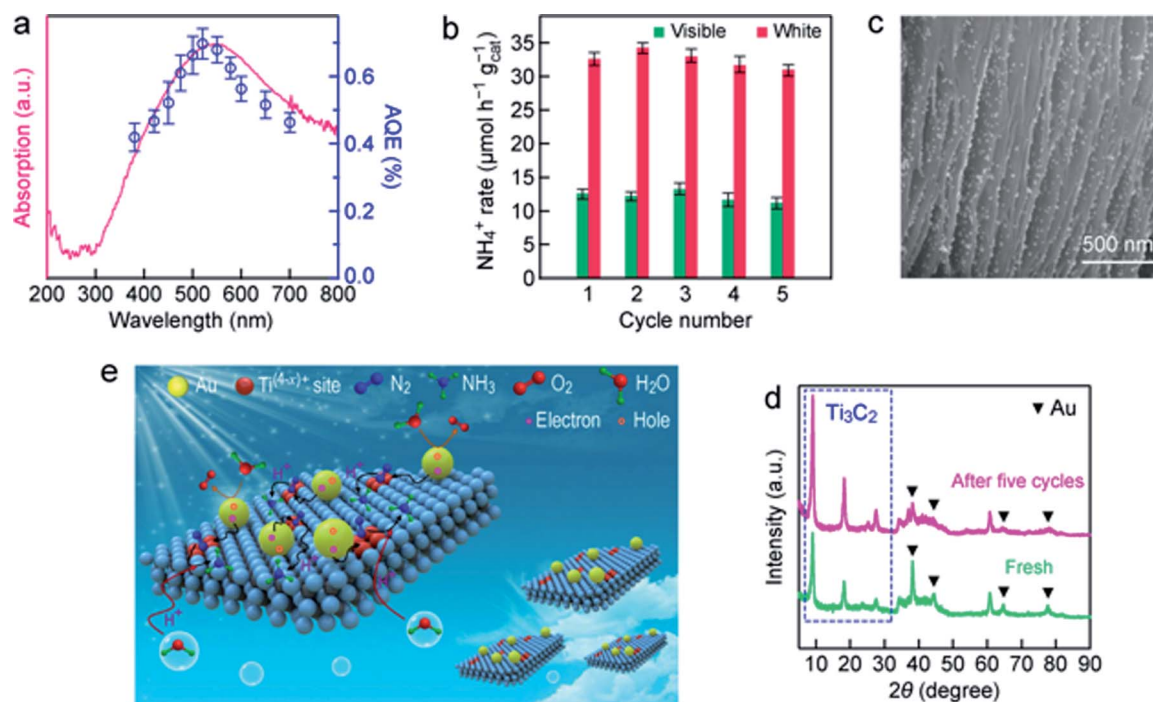 a
Absorption (a.u.)
AQE (%)
0.6
0.4
0.2
0.0
200 300 400 500 600 700 800
Wavelength (nm)
b
Visible White
NH₄⁺ rate (µmol h⁻¹ g⁻¹cat)
35
30
25
20
15
10
5
0
1 2 3 4 5
Cycle number
c
500 nm
e
Au Ti⁽⁴⁻ˣ⁾⁺ site N₂ NH₃ O₂ H₂O
Electron Hole
H⁺
H⁺
H⁺
H⁺
H⁺
d
Ti₃C₂
Au
After five cycles
Fresh
Intensity (a.u.)
10 20 30 40 50 60 70 80 90
2θ (degree)